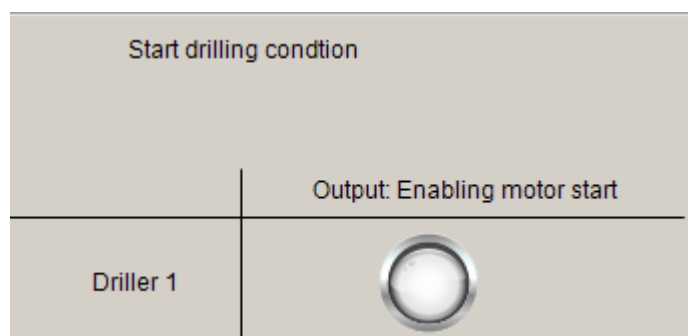 Start drilling condtion
Output: Enabling motor start
Driller 1